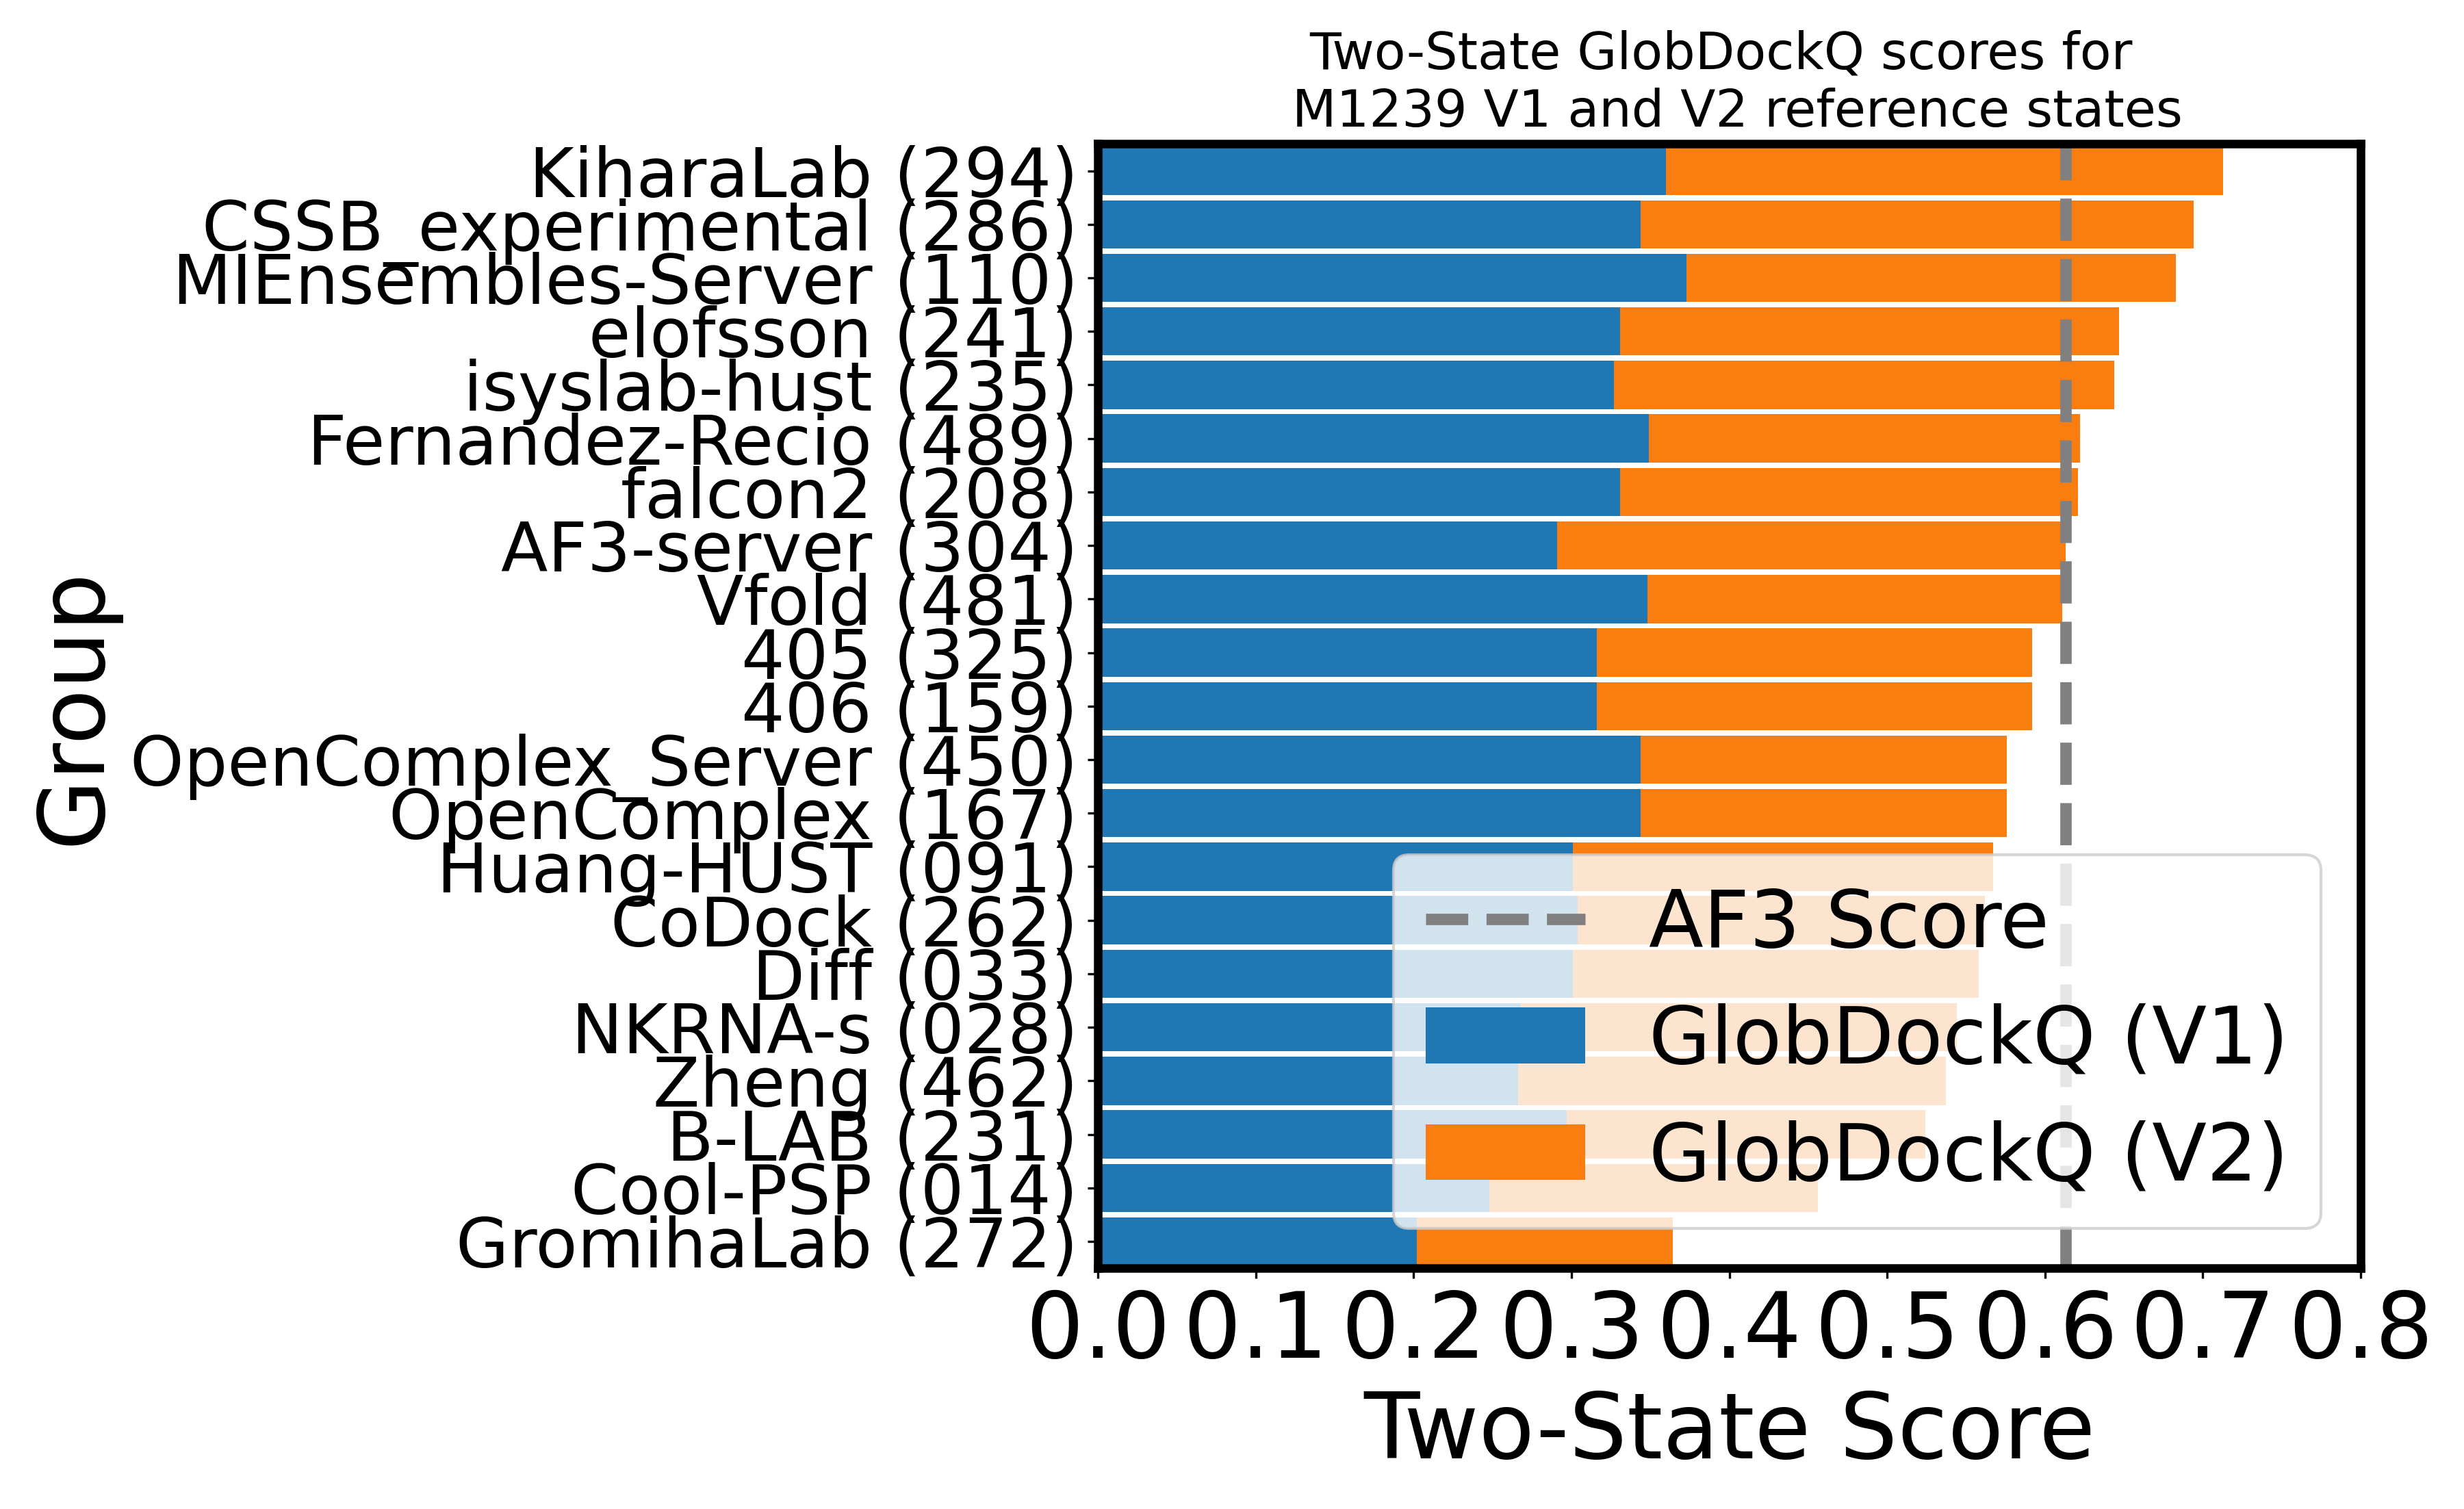 Two-State GlobDockQ scores for
M1239 V1 and V2 reference states
KiharaLab (294)
CSSB_experimental (286)
MIEnsembles-Server (110)
elofsson (241)
isyslab-hust (235)
Fernandez-Recio (489)
falcon2 (208)
AF3-server (304)
Vfold (481)
405 (325)
406 (159)
OpenComplex_Server (450)
OpenComplex (167)
Huang-HUST (091)
CoDock (262)
Diff (033)
NKRNA-s (028)
Zheng (462)
B-LAB (231)
Cool-PSP (014)
GromihaLab (272)
Group
AF3 Score
GlobDockQ (V1)
GlobDockQ (V2)
0.0 0.1 0.2 0.3 0.4 0.5 0.6 0.7 0.8
Two-State Score